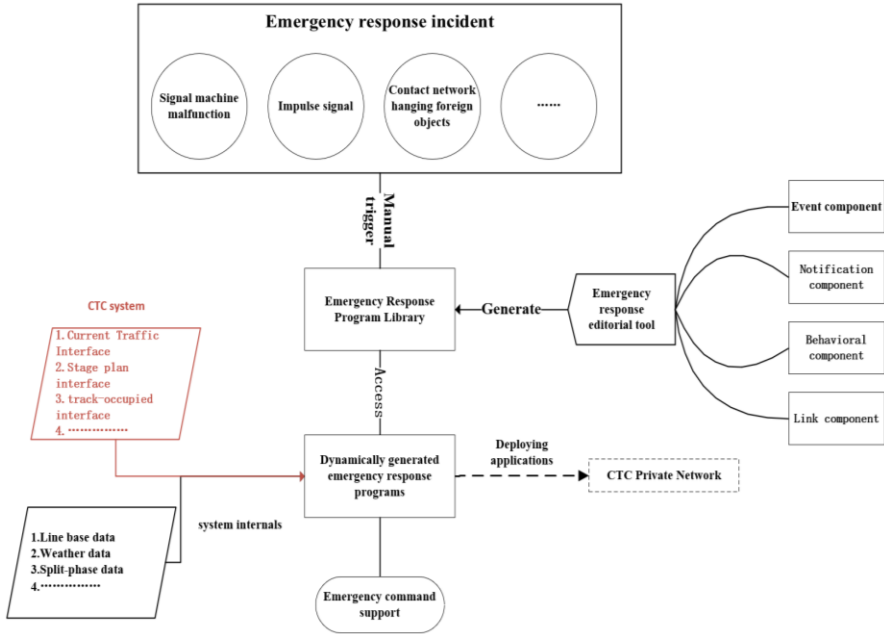 Emergency response incident
Signal machine
malfunction
Impulse signal
Contact network
hanging foreign
objects
……
Manual
trigger
Event component
Notification
component
Emergency Response
Program Library
Generate
Emergency
response
editorial tool
Behavioral
component
Link component
CTC system
1.Current Traffic
Interface
2.Stage plan
interface
3.track-occupied
interface
4.……………
Access
Dynamically generated
emergency response
programs
Deploying
applications
CTC Private Network
system internals
1.Line base data
2.Weather data
3.Split-phase data
4.……………
Emergency command
support